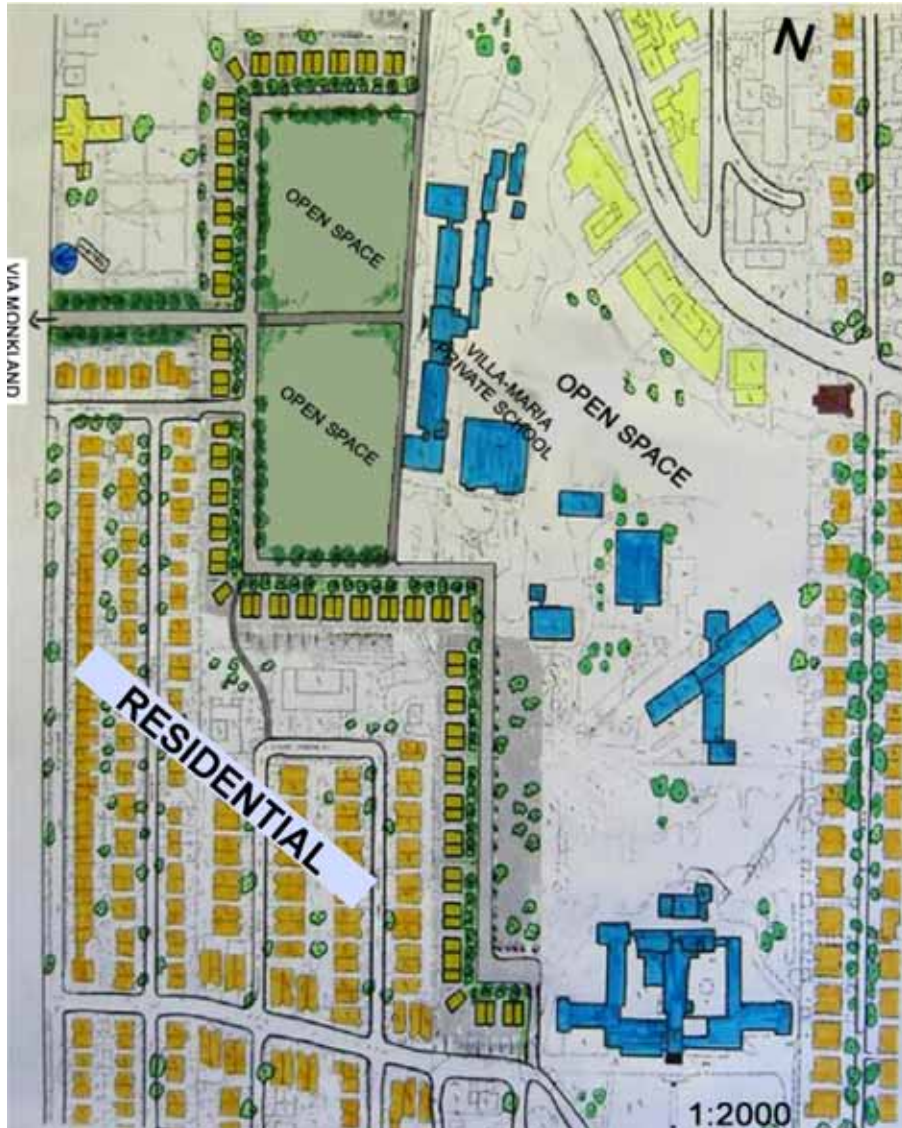 N
OPEN SPACE
VIA MONKLAND
OPEN SPACE
VILLA-MARIA
PRIVATE SCHOOL
OPEN SPACE
RESIDENTIAL
1:2000